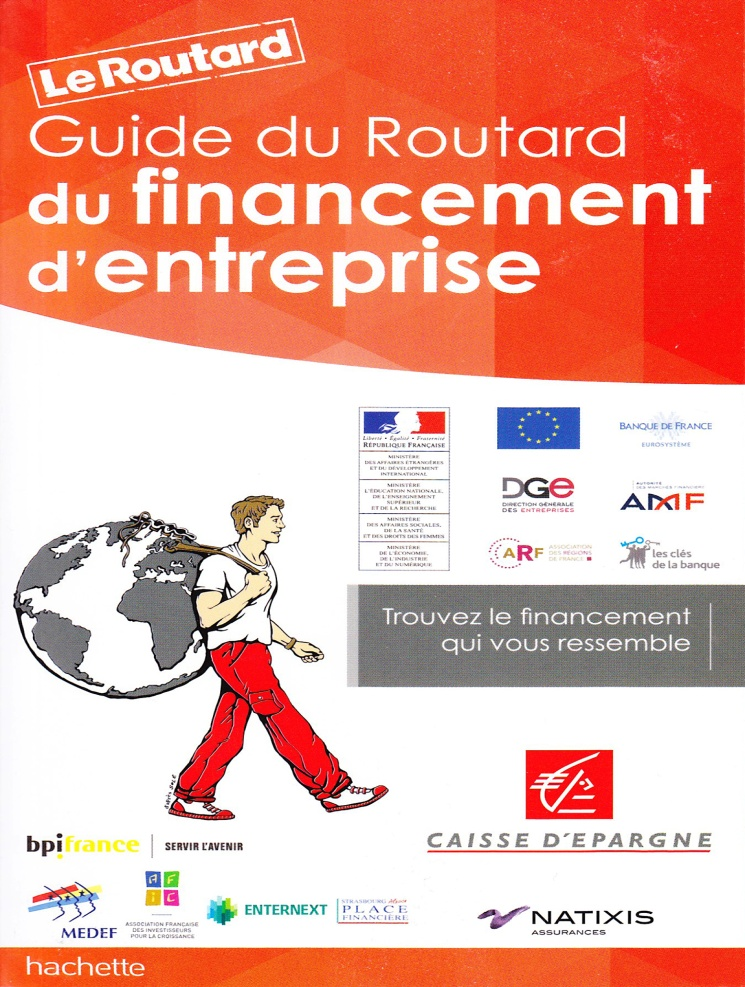 Le Routard
Guide du Routard
du financement
d'entreprise
Liberté • Égalité • Fraternité
RÉPUBLIQUE FRANÇAISE
MINISTÈRE
DES AFFAIRES ÉTRANGÈRES
ET DU DÉVELOPPEMENT
INTERNATIONAL
MINISTÈRE
DE L'ÉDUCATION NATIONALE,
DE L'ENSEIGNEMENT
SUPÉRIEUR
ET DE LA RECHERCHE
MINISTÈRE
DES AFFAIRES SOCIALES,
DE LA SANTÉ
ET DES DROITS DES FEMMES
MINISTÈRE
DE L'ÉCONOMIE,
DE L'INDUSTRIE
ET DU NUMÉRIQUE
BANQUE DE FRANCE
EUROSYSTÈME
DGE
DIRECTION GÉNÉRALE
DES ENTREPRISES
AUTORITÉ
DES MARCHÉS FINANCIERS
AMF
ARF
ASSOCIATION
DES RÉGIONS
DE FRANCE
les clés
de la banque
Trouvez le financement
qui vous ressemble
CAISSE D'EPARGNE
bpifrance
SERVIR L'AVENIR
MEDEF
AFIC
ASSOCIATION FRANÇAISE
DES INVESTISSEURS
POUR LA CROISSANCE
ENTERNEXT
STRASBOURG
PLACE
FINANCIÈRE
NATIXIS
ASSURANCES
hachette